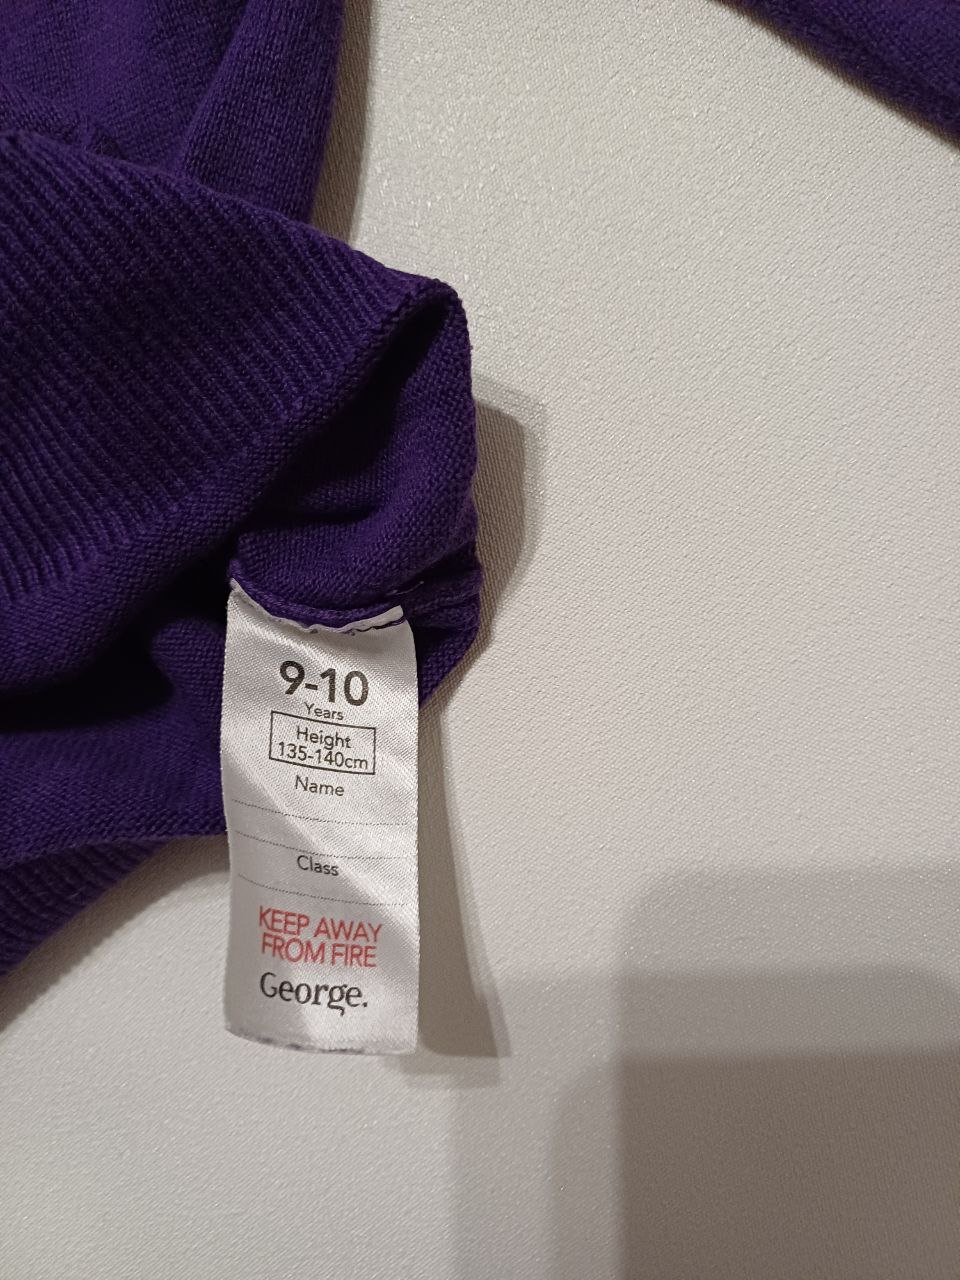 9-10
Years
Height
135-140cm
Name
Class
KEEP AWAY
FROM FIRE
George.